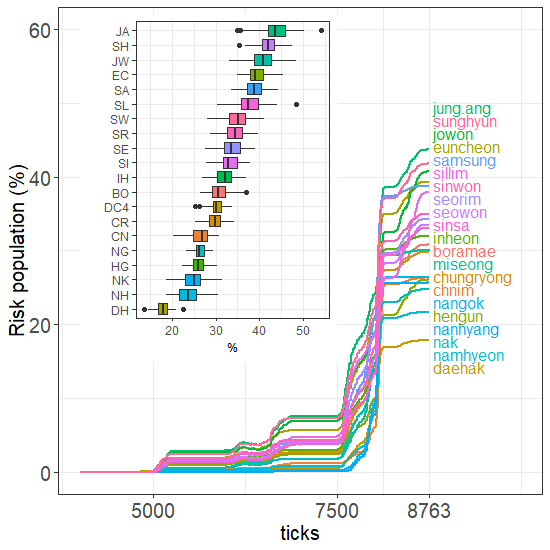 Risk population (%)
60
40
20
0
JA
SH
JW
EC
SA
SL
SW
SR
SE
SI
IH
BO
DC4
CR
CN
NG
HG
NK
NH
DH
20 30 40 50
%
jung.ang
sunghyun
jowon
euncheon
samsung
sillim
sinwon
seorim
seowon
sinsa
inheon
boramae
miseong
chungryong
cnnim
nangok
hengun
nanhyang
nak
namhyeon
daehak
5000 7500 8763
ticks